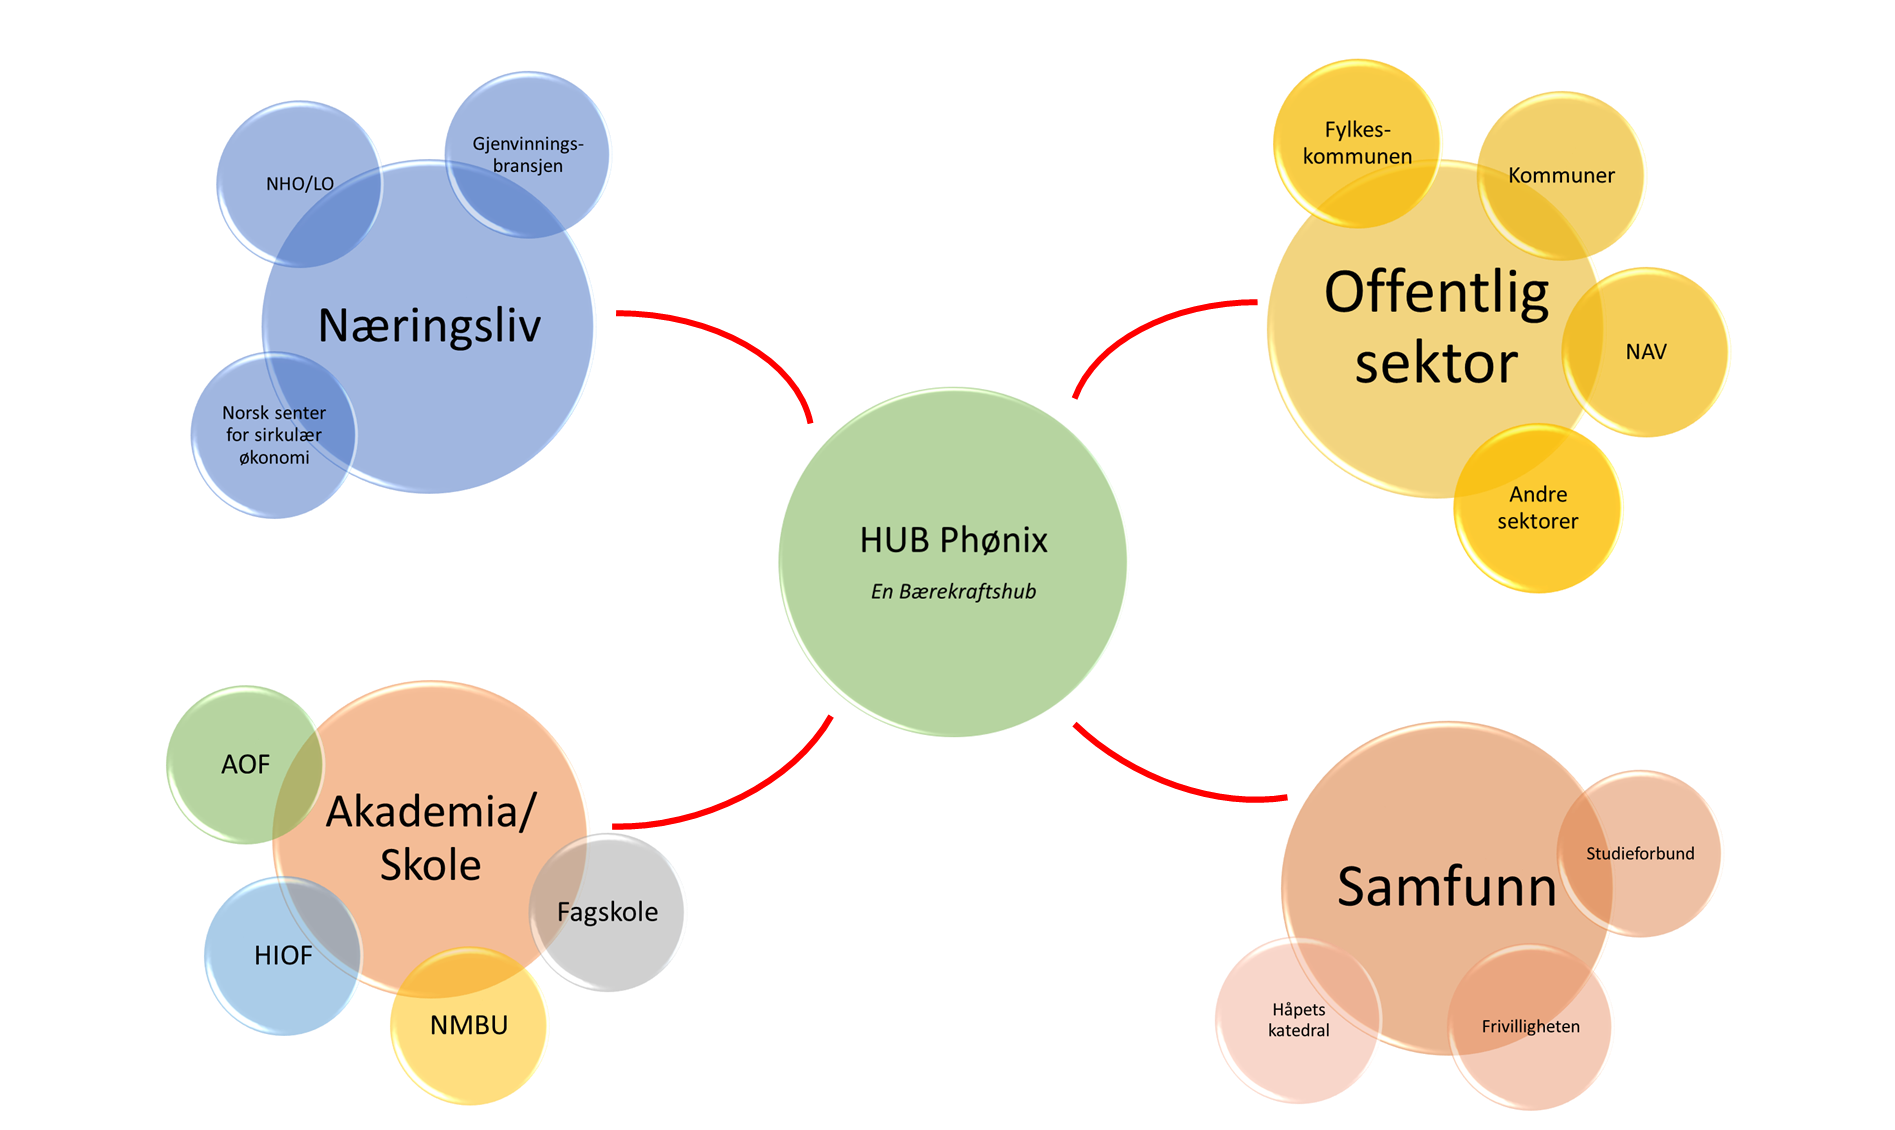 NHO/LO
Gjenvinnings-
bransjen
Næringsliv
Norsk senter
for sirkulær
økonomi
Fylkes-
kommunen
Kommuner
Offentlig
sektor
NAV
Andre
sektorer
HUB Phønix
En Bærekraftshub
AOF
Akademia/
Skole
HIOF
Fagskole
NMBU
Samfunn
Studieforbund
Håpets
katedral
Frivilligheten